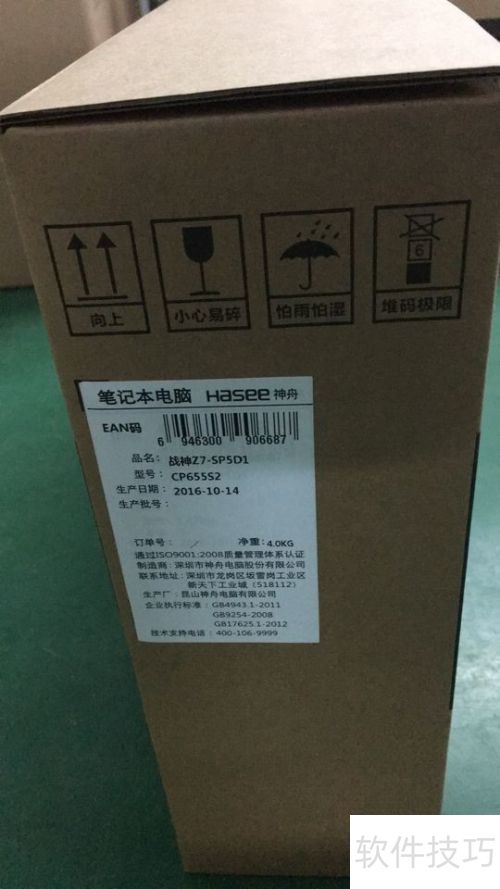 6
向上
小心易碎
怕雨怕湿
堆码极限
笔记本电脑 Hasee 神舟
EAN码
6 946300 906687
品名: 战神Z7-SP5D1
型号: CP655S2
生产日期: 2016-10-14
生产批号:
订单号: 净重: 4.0KG
通过ISO9001:2008质量管理体系认证
制造商: 深圳市神舟电脑股份有限公司
联系地址: 深圳市龙岗区坂雪岗工业区
新天下工业城(518112)
生产厂: 昆山神舟电脑有限公司
企业执行标准: GB4943.1-2011
GB9254-2008
GB17625.1-2012
技术支持电话: 400-106-9999
软件技巧